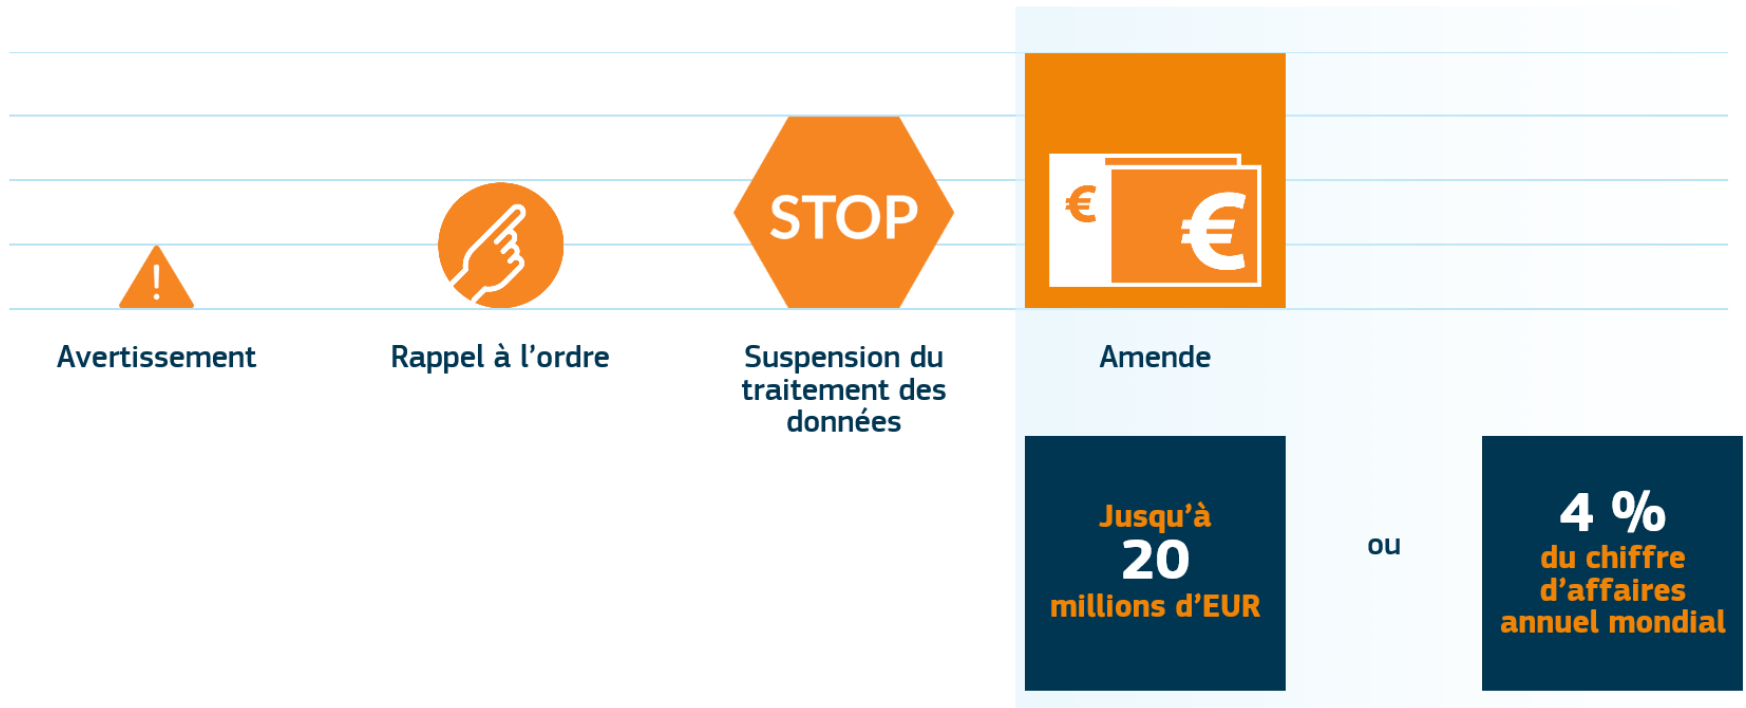 !
STOP
€
€
Avertissement
Rappel à l’ordre
Suspension du
traitement des
données
Amende
Jusqu’à
20
millions d’EUR
ou
4 %
du chiffre
d’affaires
annuel mondial